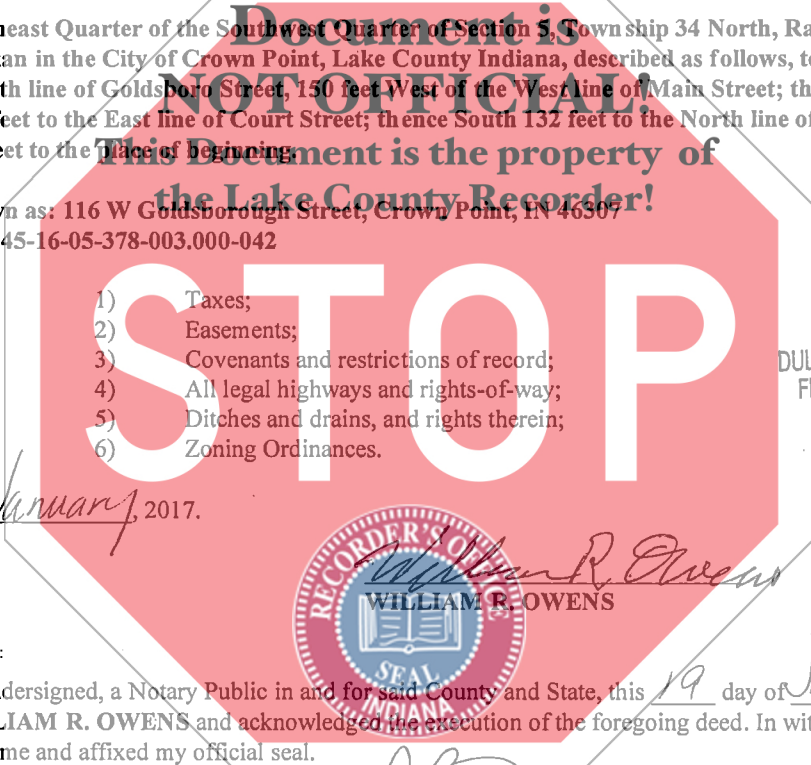 Document is
east Quarter of the Southwest Quarter of Section 5, Township 34 North, Ra
an in the City of Crown Point, Lake County Indiana, described as follows, t
NOT OFFICIAL!
th line of Goldsboro Street, 150 feet West of the West line of Main Street; th
eet to the East line of Court Street; thence South 132 feet to the North line of
This Document is the property of
eet to the place of beginning.
the Lake County Recorder!
n as: 116 W Goldsborough Street, Crown Point, IN 46307
45-16-05-378-003.000-042
STOP
1) Taxes;
2) Easements;
3) Covenants and restrictions of record;
DUL
4) All legal highways and rights-of-way;
5) Ditches and drains, and rights therein;
6) Zoning Ordinances.
January, 2017.
William R. Owens
WILLIAM R. OWENS
RECORDER'S OFFICE
SEAL
INDIANA
:
dersigned, a Notary Public in and for said County and State, this 19 day of
LIAM R. OWENS and acknowledged the execution of the foregoing deed. In wit
me and affixed my official seal.